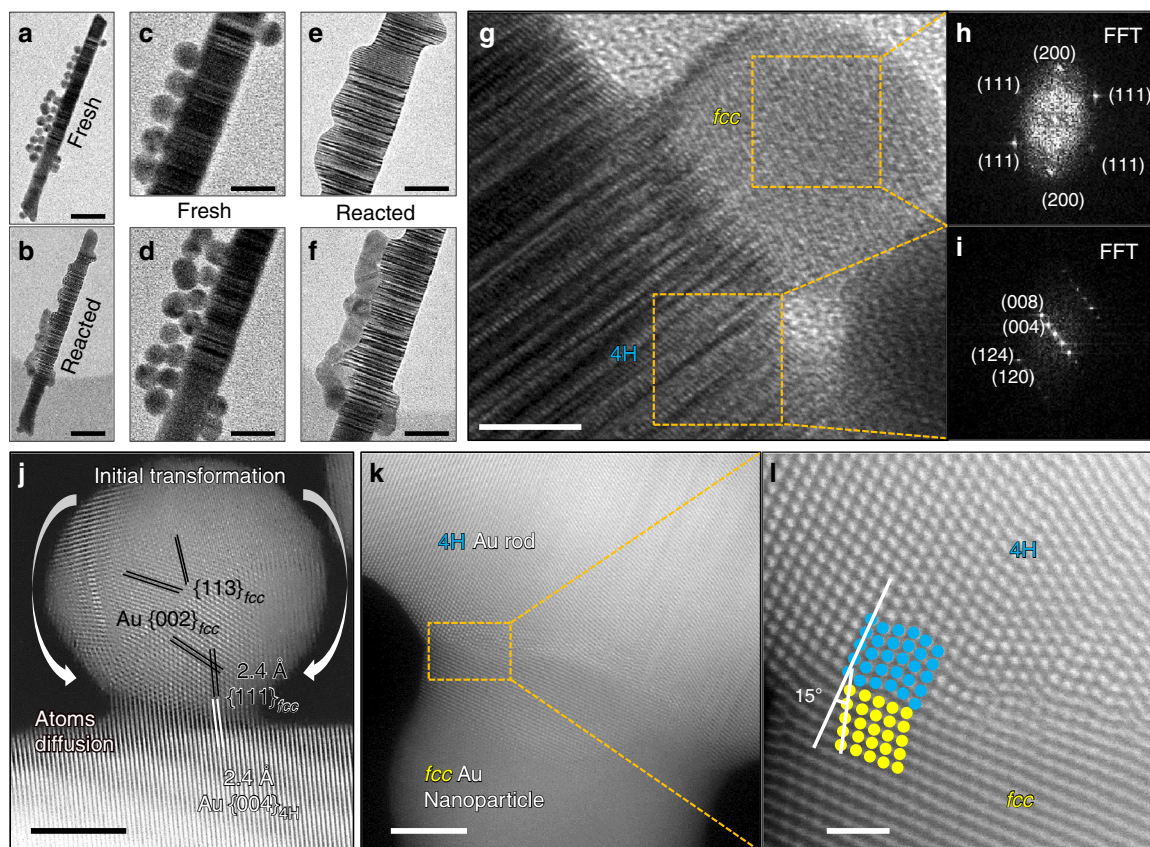 a
Fresh
b
Reacted
c
Fresh
d
e
Reacted
f
g
fcc
4H
h
FFT
(200)
(111)
(111)
(111)
(111)
(200)
i
FFT
(008)
(004)
(124)
(120)
j
Initial transformation
{113}fcc
Au {002}fcc
2.4 Å
{111}fcc
Atoms
diffusion
2.4 Å
Au {004}4H
k
4H Au rod
fcc Au
Nanoparticle
l
4H
15°
fcc